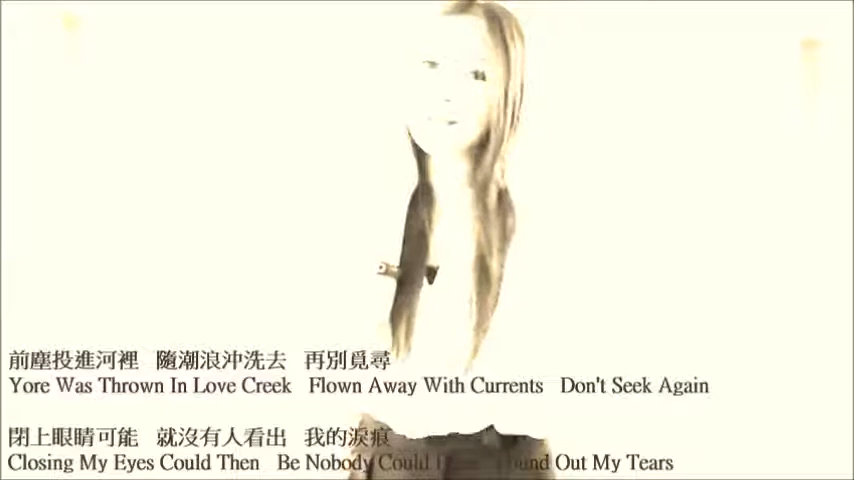 前塵投進河裡 隨潮浪沖洗去 再別覓尋
Yore Was Thrown In Love Creek Flown Away With Currents Don't Seek Again
閉上眼睛可能 就沒有人看出 我的淚痕
Closing My Eyes Could Then Be Nobody Could Out My Tears